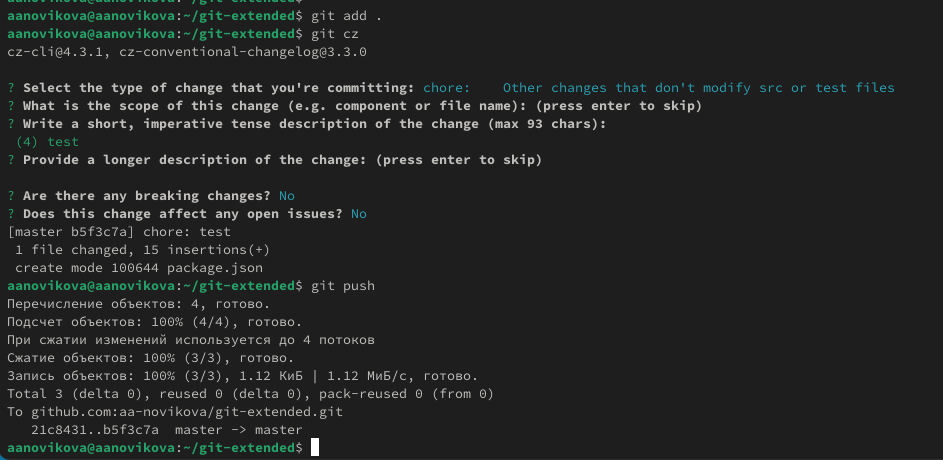 aanovikova@aanovikova:~/git-extended$ git add .
aanovikova@aanovikova:~/git-extended$ git cz
cz-cli@4.3.1, cz-conventional-changelog@3.3.0
? Select the type of change that you're committing: chore:    Other changes that don't modify src or test files
? What is the scope of this change (e.g. component or file name): (press enter to skip)
? Write a short, imperative tense description of the change (max 93 chars):
 (4) test
? Provide a longer description of the change: (press enter to skip)
? Are there any breaking changes? No
? Does this change affect any open issues? No
[master b5f3c7a] chore: test
 1 file changed, 15 insertions(+)
 create mode 100644 package.json
aanovikova@aanovikova:~/git-extended$ git push
Перечисление объектов: 4, готово.
Подсчет объектов: 100% (4/4), готово.
При сжатии изменений используется до 4 потоков
Сжатие объектов: 100% (3/3), готово.
Запись объектов: 100% (3/3), 1.12 КиБ | 1.12 МиБ/с, готово.
Total 3 (delta 0), reused 0 (delta 0), pack-reused 0 (from 0)
To github.com:aa-novikova/git-extended.git
   21c8431..b5f3c7a  master -> master
aanovikova@aanovikova:~/git-extended$